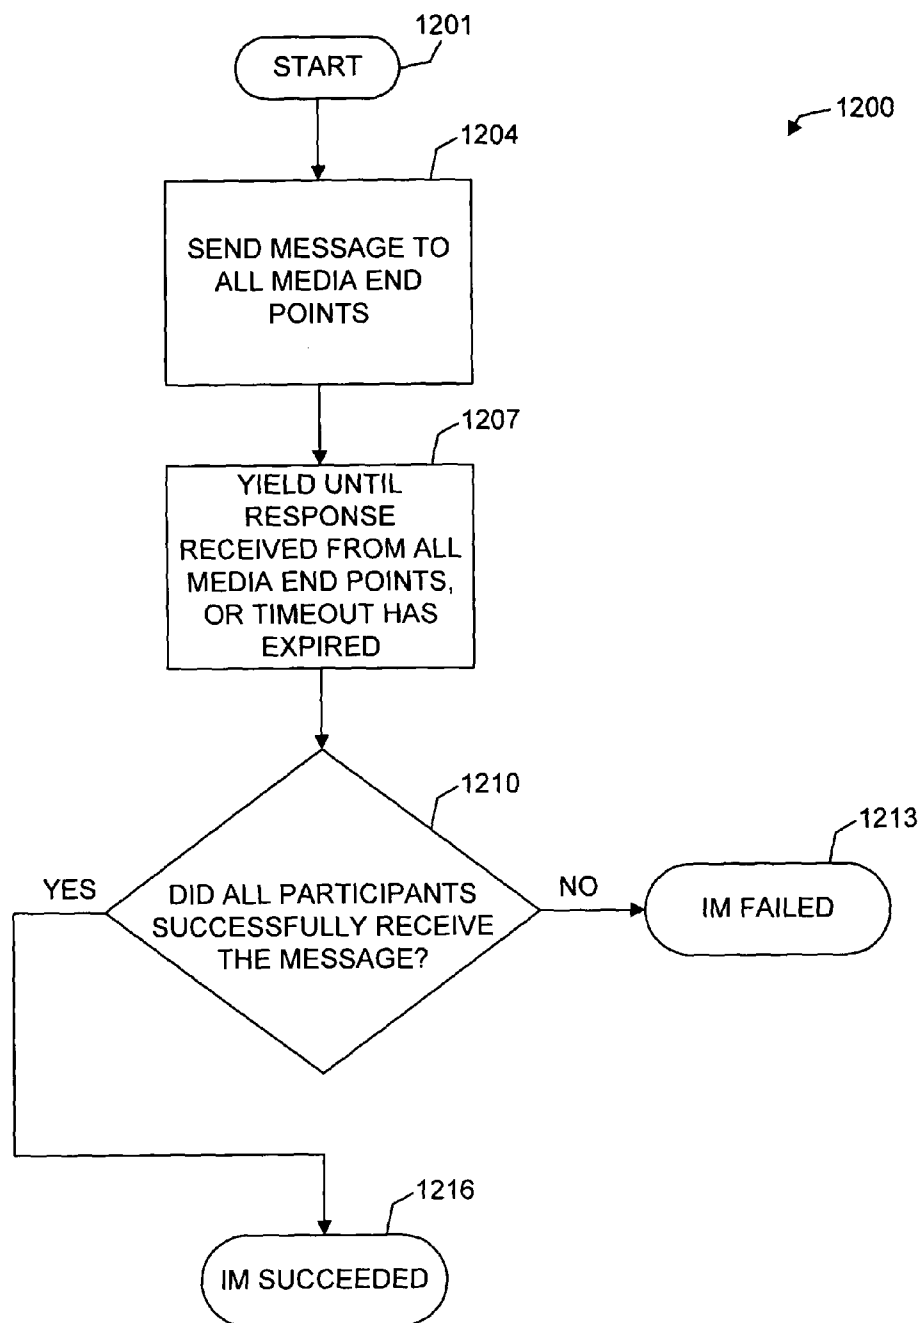 1201
START
1200
1204
SEND MESSAGE TO
ALL MEDIA END
POINTS
1207
YIELD UNTIL
RESPONSE
RECEIVED FROM ALL
MEDIA END POINTS,
OR TIMEOUT HAS
EXPIRED
1210
1213
YES
DID ALL PARTICIPANTS
SUCCESSFULLY RECEIVE
THE MESSAGE?
NO
IM FAILED
1216
IM SUCCEEDED